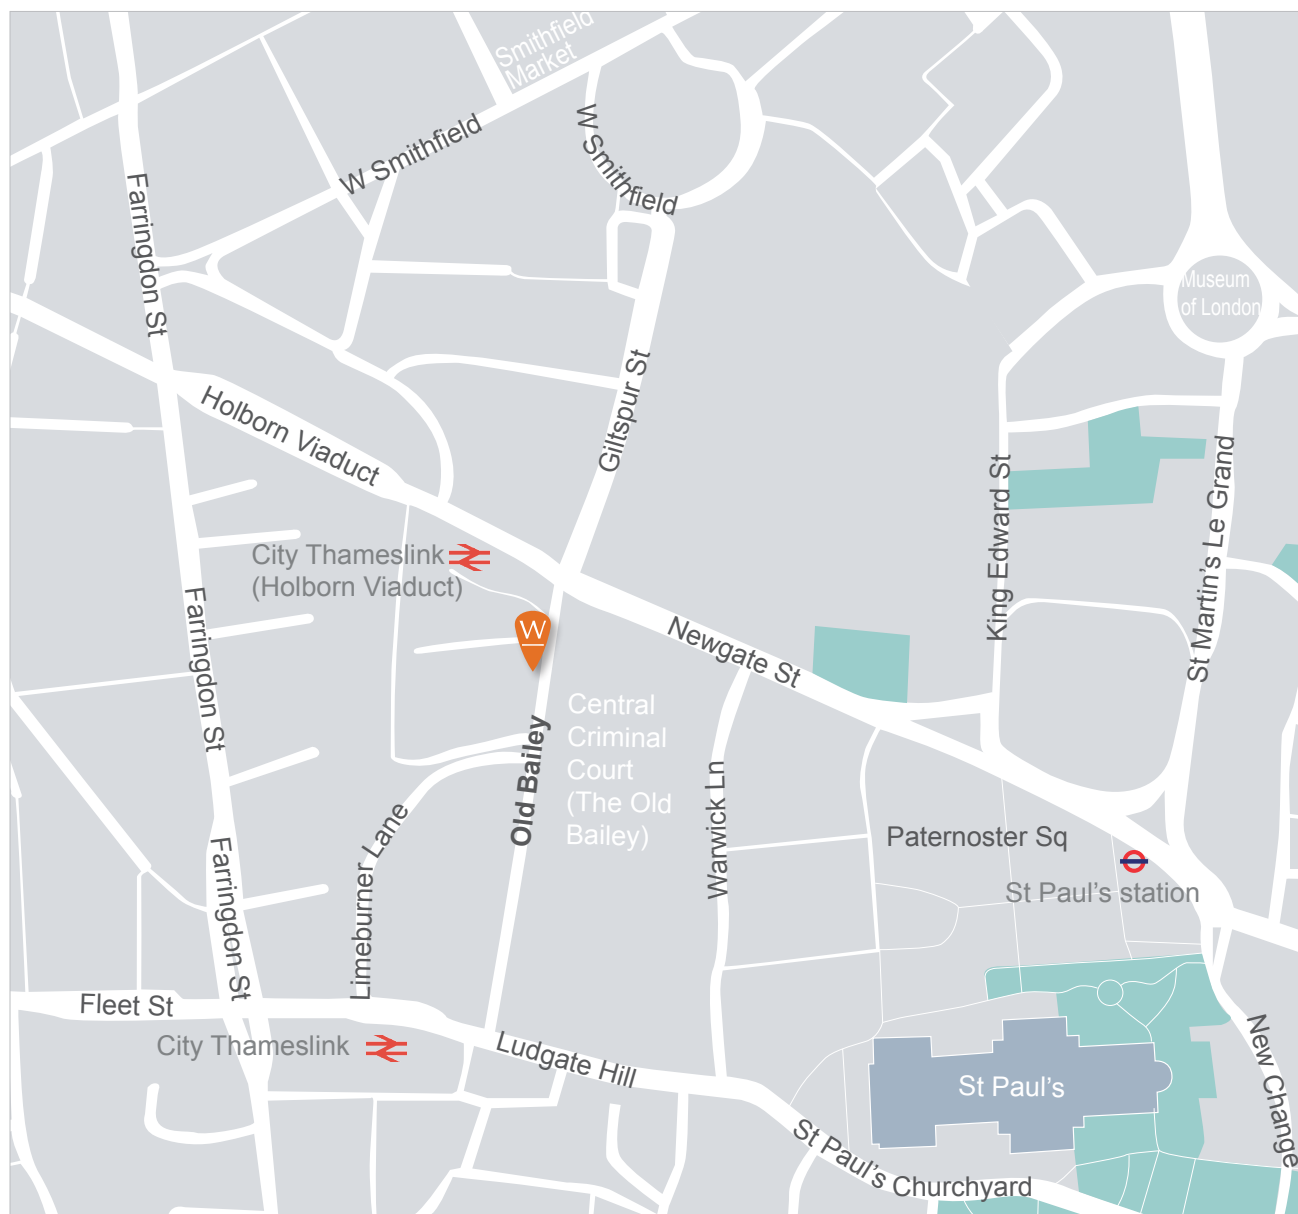 Smithfield
Market
W Smithfield
W Smithfield
Farringdon St
Museum
of London
Giltspur St
Holborn Viaduct
King Edward St
St Martin's Le Grand
City Thameslink
(Holborn Viaduct)
W
Newgate St
Farringdon St
Central
Criminal
Court
(The Old
Bailey)
Old Bailey
Warwick Ln
Limeburner Lane
Paternoster Sq
St Paul's station
Farringdon St
Fleet St
City Thameslink
Ludgate Hill
St Paul's
New Change
St Paul's Churchyard